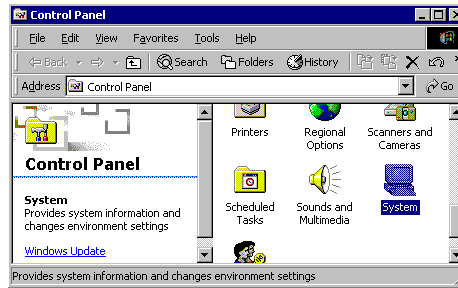 Control Panel
File Edit View Favorites Tools Help
Back Search Folders History
Address Control Panel Go
Control Panel
System
Provides system information and
changes environment settings
Windows Update
Printers Regional Options Scanners and Cameras
Scheduled Tasks Sounds and Multimedia System
Provides system information and changes environment settings